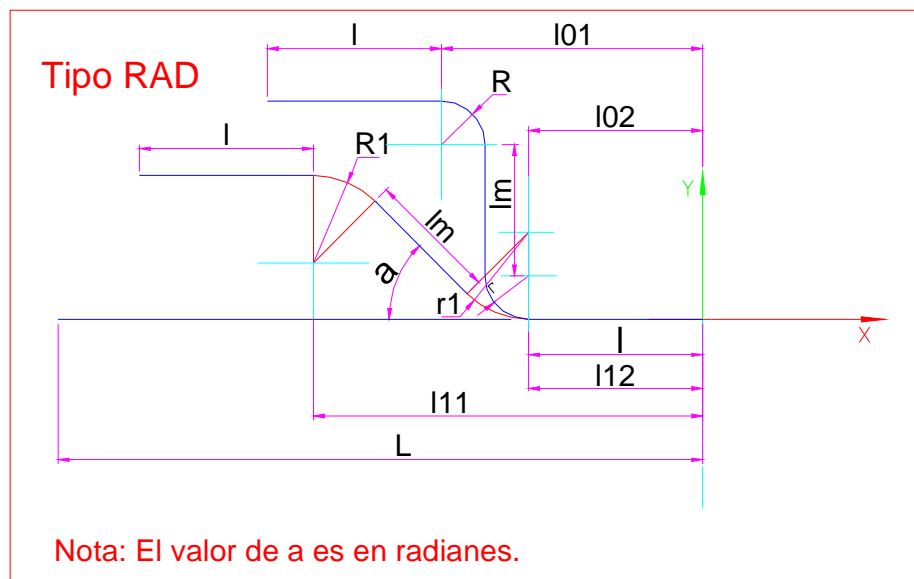 l
l01
Tipo RAD
R
l02
l
R1
Y
lm
lm
a
r
r1
X
l
l12
l11
L
Nota: El valor de a es en radianes.